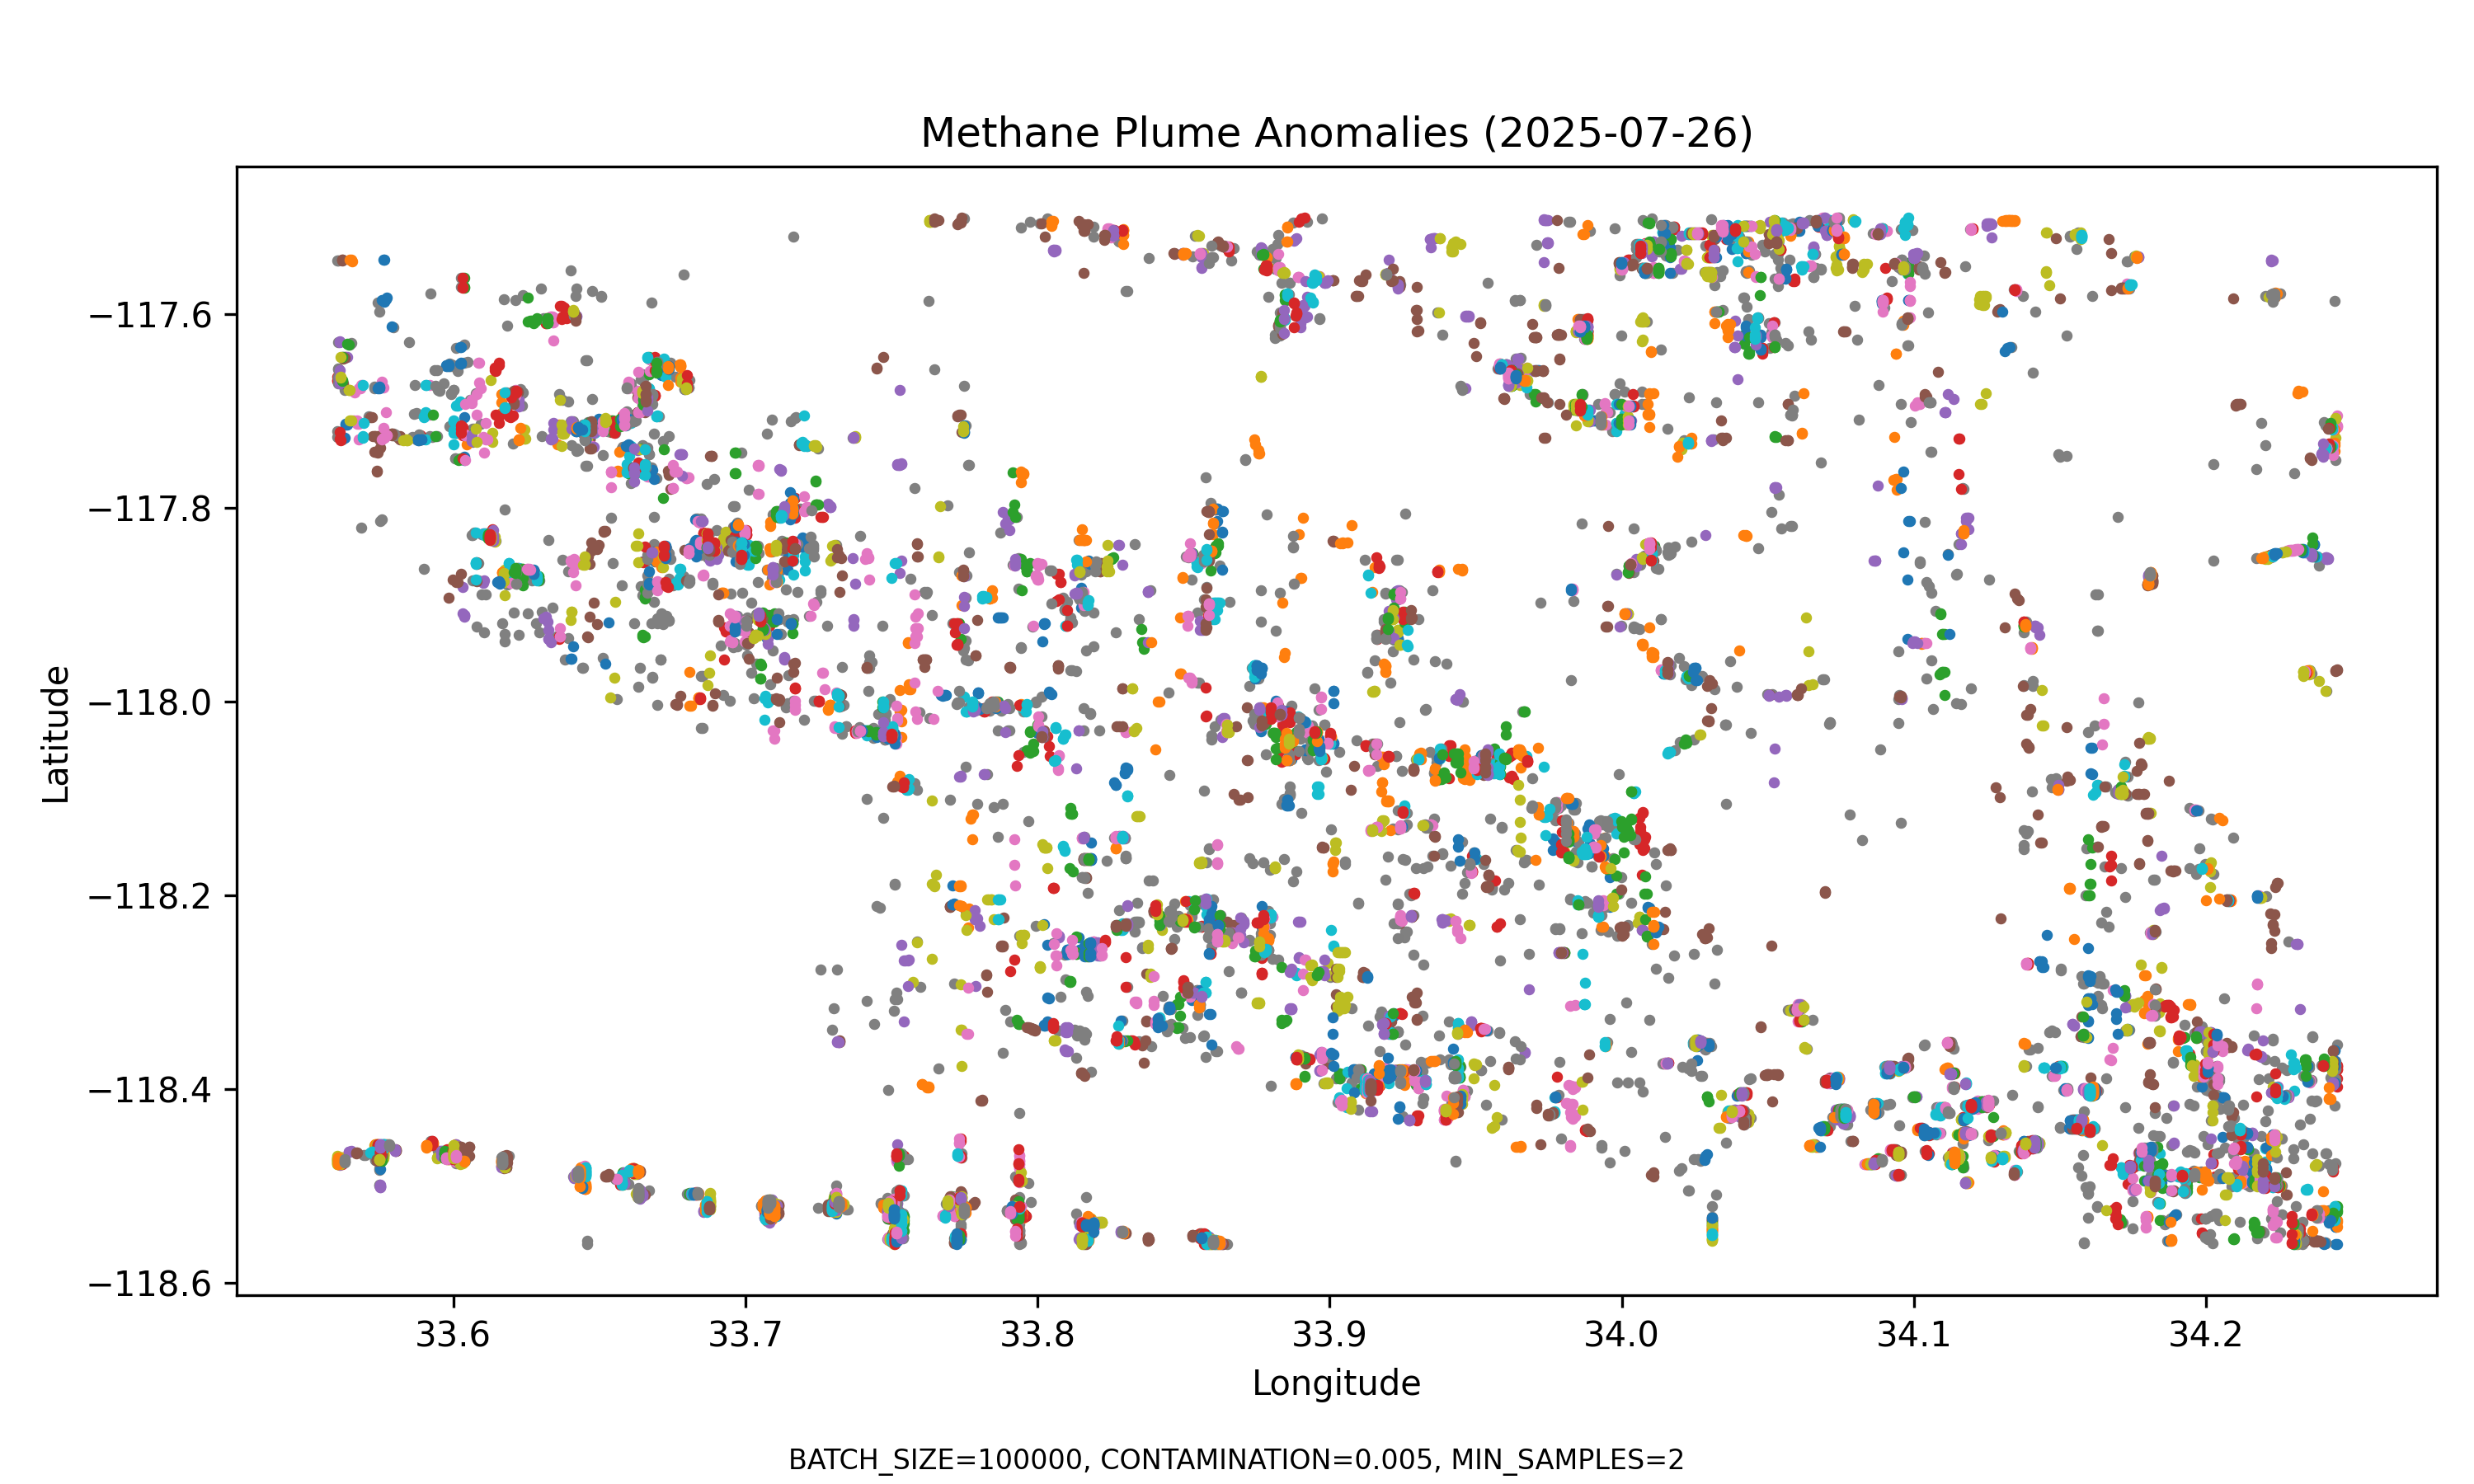 Methane Plume Anomalies (2025-07-26)
Latitude
−117.6
−117.8
−118.0
−118.2
−118.4
−118.6
33.6 33.7 33.8 33.9 34.0 34.1 34.2
Longitude
BATCH_SIZE=100000, CONTAMINATION=0.005, MIN_SAMPLES=2